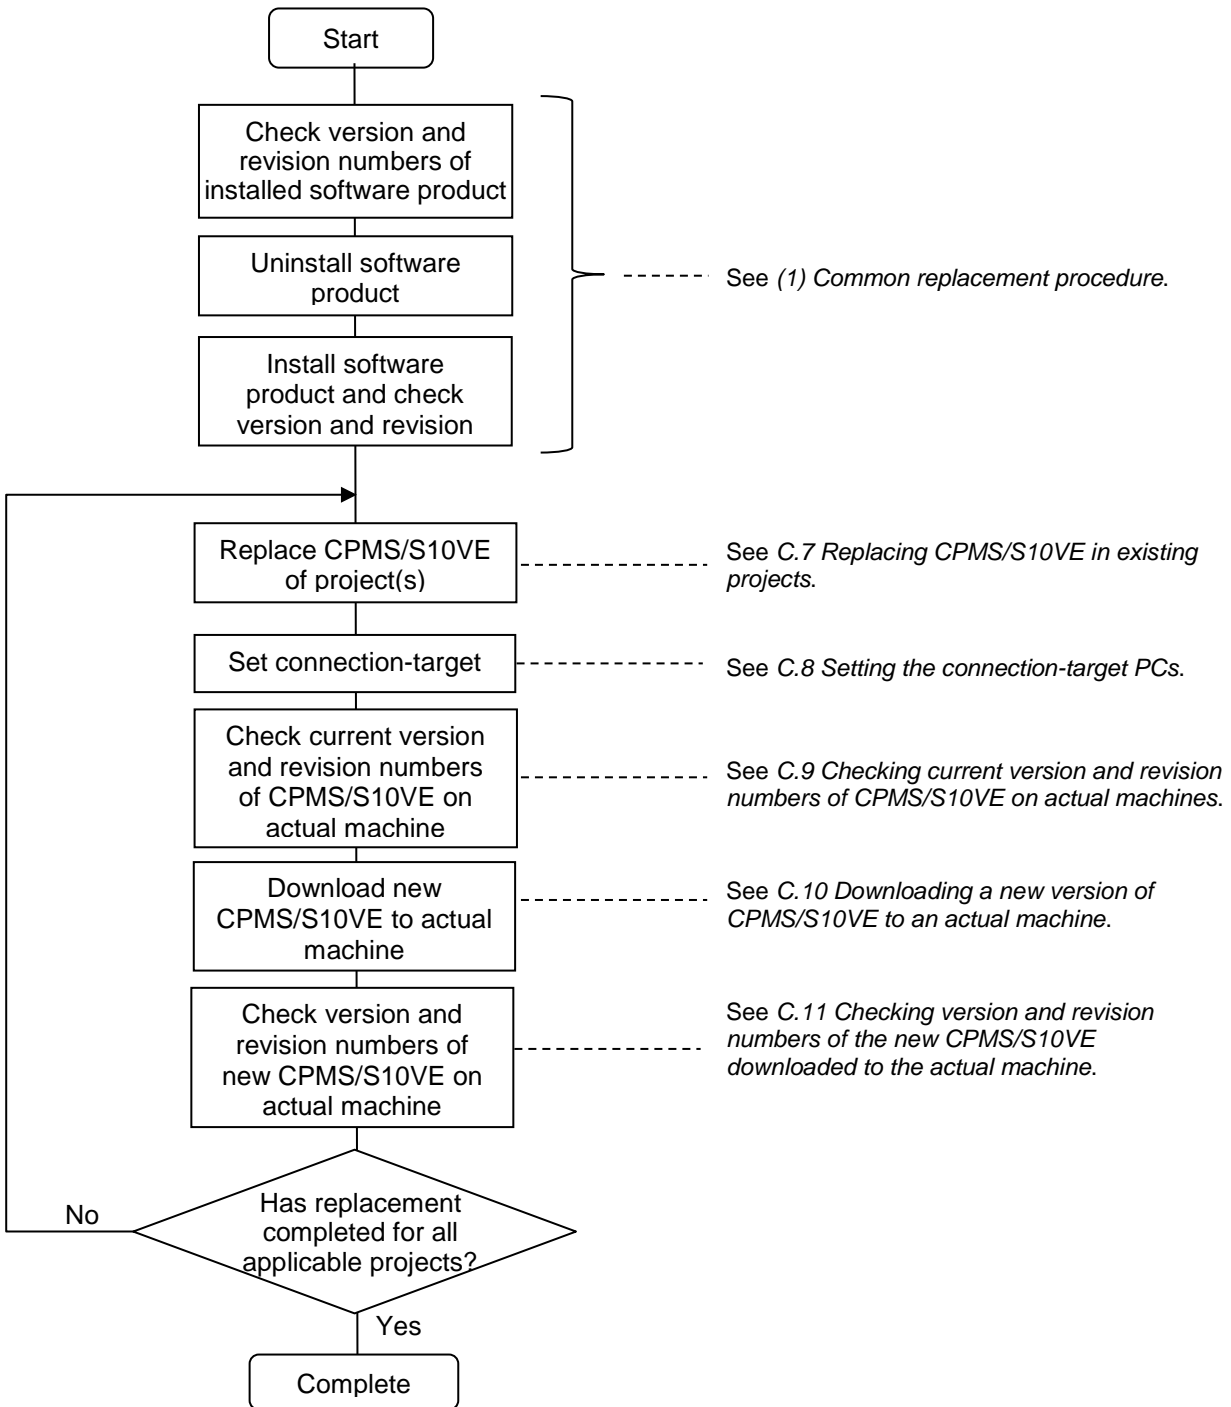 Start
Check version and
revision numbers of
installed software product
Uninstall software
product
See (1) Common replacement procedure.
Install software
product and check
version and revision
Replace CPMS/S10VE
of project(s)
See C.7 Replacing CPMS/S10VE in existing
projects.
Set connection-target
See C.8 Setting the connection-target PCs.
Check current version
and revision numbers
of CPMS/S10VE on
actual machine
See C.9 Checking current version and revision
numbers of CPMS/S10VE on actual machines.
Download new
CPMS/S10VE to actual
machine
See C.10 Downloading a new version of
CPMS/S10VE to an actual machine.
Check version and
revision numbers of
new CPMS/S10VE on
actual machine
See C.11 Checking version and revision
numbers of the new CPMS/S10VE
downloaded to the actual machine.
No
Has replacement
completed for all
applicable projects?
Yes
Complete